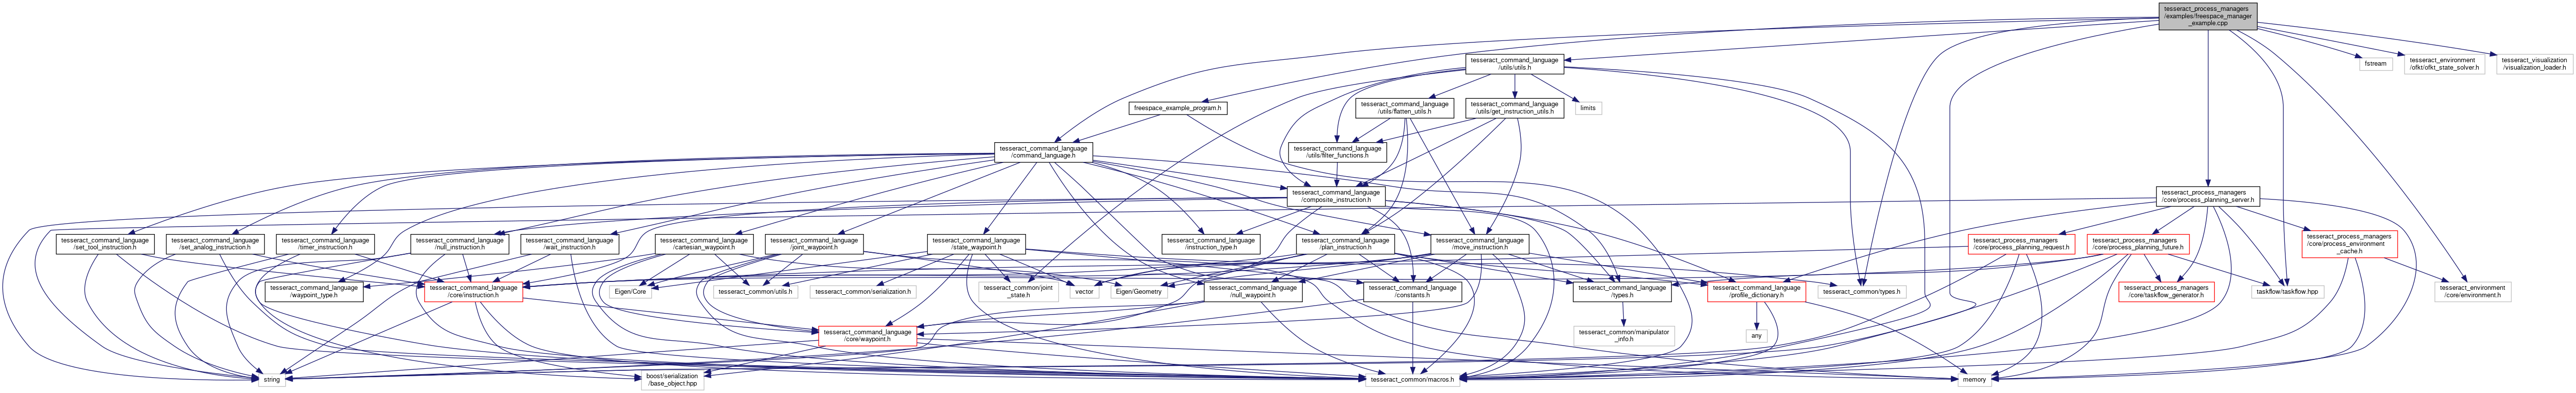 tesseract_process_managers
/examples/freespace_manager
_example.cpp
tesseract_command_language
/utils/utils.h
fstream
tesseract_environment
/ofkt/ofkt_state_solver.h
tesseract_visualization
/visualization_loader.h
freespace_example_program.h
tesseract_command_language
/utils/flatten_utils.h
tesseract_command_language
/utils/get_instruction_utils.h
limits
tesseract_command_language
/command_language.h
tesseract_command_language
/utils/filter_functions.h
tesseract_command_language
/composite_instruction.h
tesseract_process_managers
/core/process_planning_server.h
tesseract_command_language
/set_tool_instruction.h
tesseract_command_language
/set_analog_instruction.h
tesseract_command_language
/timer_instruction.h
tesseract_command_language
/null_instruction.h
tesseract_command_language
/wait_instruction.h
tesseract_command_language
/cartesian_waypoint.h
tesseract_command_language
/joint_waypoint.h
tesseract_command_language
/state_waypoint.h
tesseract_command_language
/instruction_type.h
tesseract_command_language
/plan_instruction.h
tesseract_command_language
/move_instruction.h
tesseract_process_managers
/core/process_planning_request.h
tesseract_process_managers
/core/process_planning_future.h
tesseract_process_managers
/core/process_environment
_cache.h
tesseract_command_language
/waypoint_type.h
tesseract_command_language
/core/instruction.h
Eigen/Core
tesseract_common/utils.h
tesseract_common/serialization.h
tesseract_common/joint
_state.h
vector
Eigen/Geometry
tesseract_command_language
/null_waypoint.h
tesseract_command_language
/constants.h
tesseract_command_language
/types.h
tesseract_command_language
/profile_dictionary.h
tesseract_common/types.h
tesseract_process_managers
/core/taskflow_generator.h
taskflow/taskflow.hpp
tesseract_environment
/core/environment.h
tesseract_command_language
/core/waypoint.h
tesseract_common/manipulator
_info.h
any
string
boost/serialization
/base_object.hpp
tesseract_common/macros.h
memory